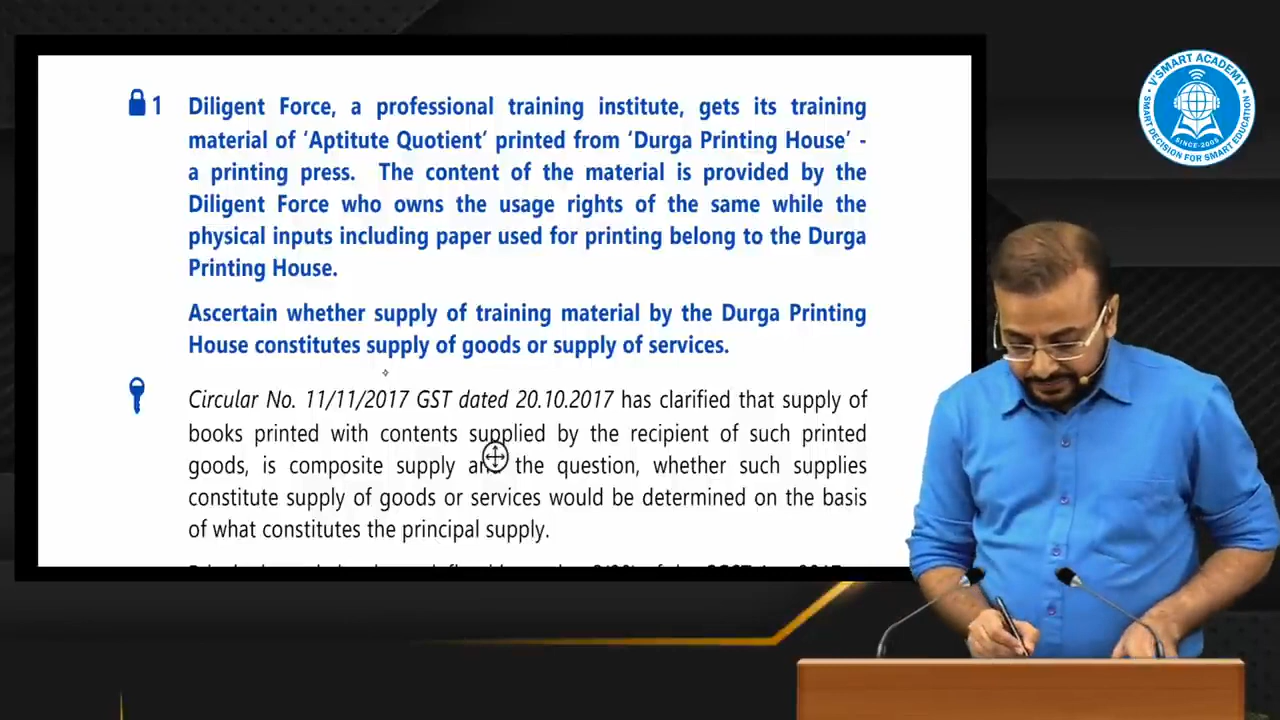 1 Diligent Force, a professional training institute, gets its training
material of ‘Aptitute Quotient’ printed from ‘Durga Printing House’ -
a printing press. The content of the material is provided by the
Diligent Force who owns the usage rights of the same while the
physical inputs including paper used for printing belong to the Durga
Printing House.
Ascertain whether supply of training material by the Durga Printing
House constitutes supply of goods or supply of services.
Circular No. 11/11/2017 GST dated 20.10.2017 has clarified that supply of
books printed with contents supplied by the recipient of such printed
goods, is composite supply and the question, whether such supplies
constitute supply of goods or services would be determined on the basis
of what constitutes the principal supply.
V'SMART ACADEMY
SMART DECISION FOR SMART EDUCATION
SINCE-2005